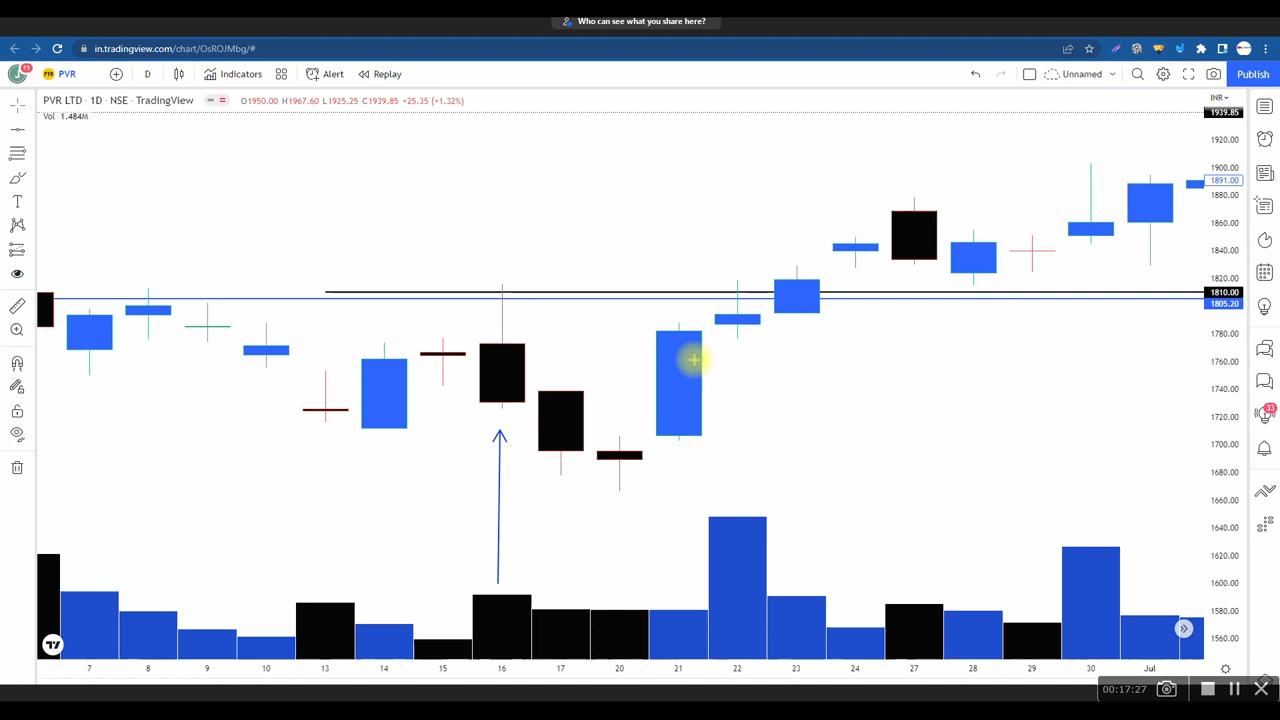 Who can see what you share here?
in.tradingview.com/chart/OsROJMbg/#
11
PVR
D
Indicators
Alert
Replay
Unnamed
Publish
PVR LTD · 1D · NSE · TradingView
O1950.00 H1967.60 L1925.25 C1939.85 +25.35 (+1.32%)
INR
Vol 1.484M
1939.85
1920.00
1900.00
1891.00
1880.00
1860.00
1840.00
1820.00
1810.00
1805.20
1780.00
1760.00
1740.00
1720.00
1700.00
1680.00
1660.00
1640.00
1620.00
1600.00
1580.00
1560.00
33
7 8 9 10 13 14 15 16 17 20 21 22 23 24 27 28 29 30 Jul
00:17:27